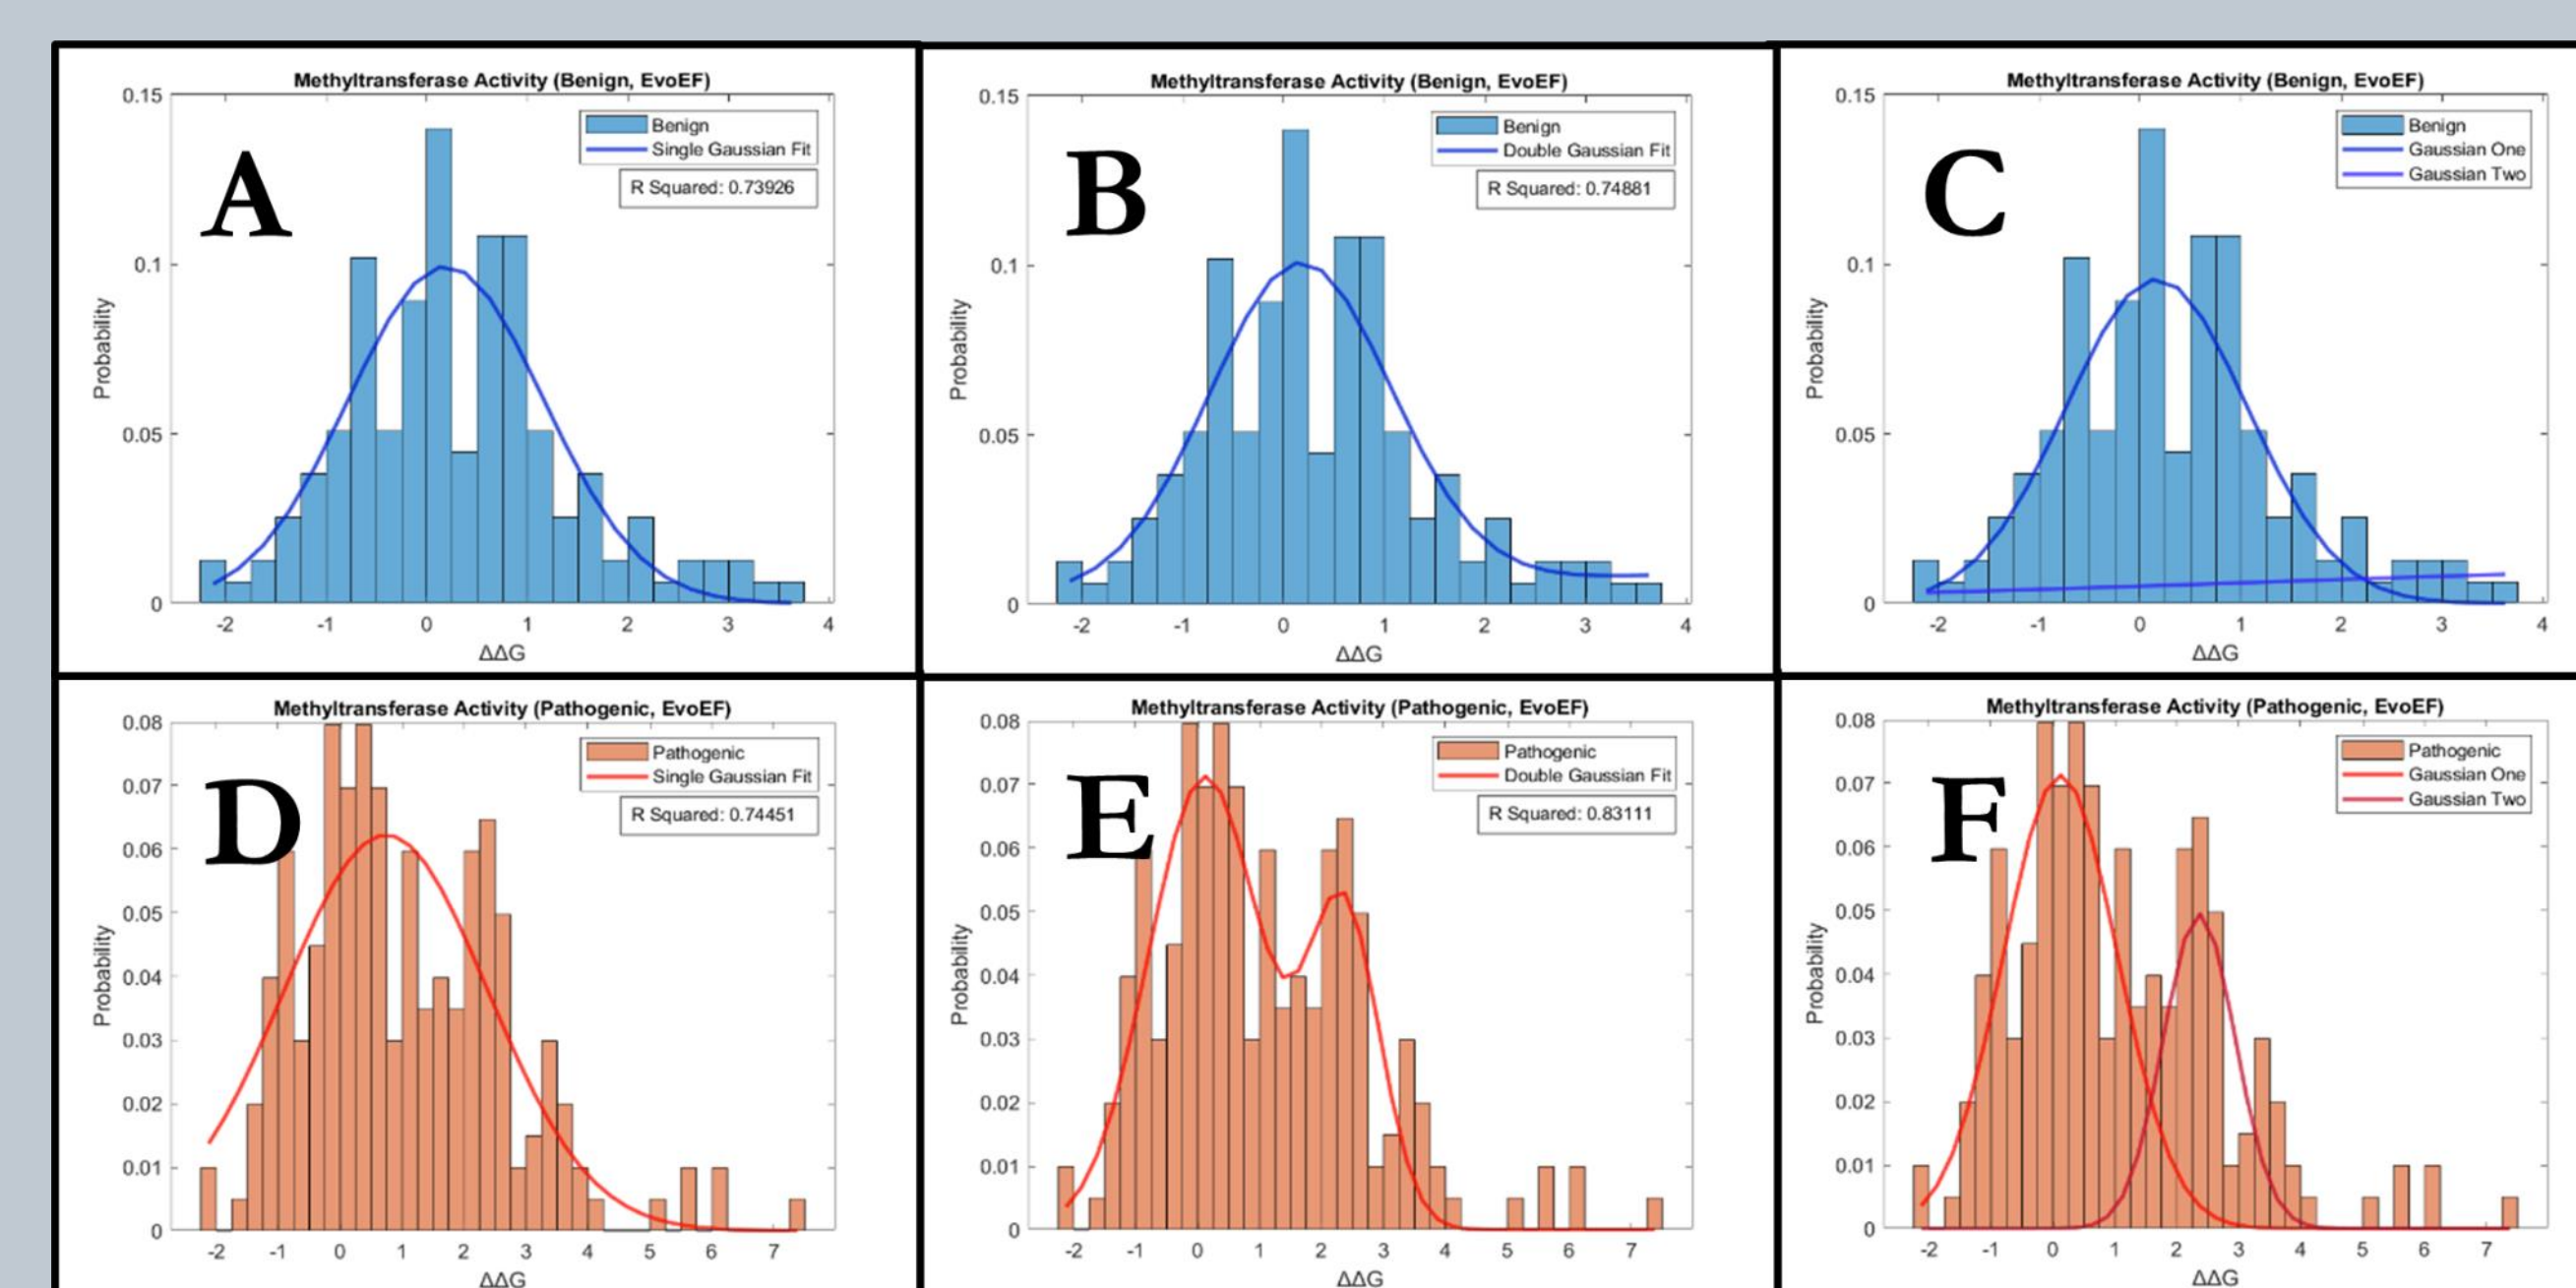 Methyltransferase Activity (Benign, EvoEF)
0.15
0.1
0.05
0
Probability
A
Benign
Single Gaussian Fit
R Squared: 0.73926
-2 -1 0 1 2 3 4
ΔΔG
Methyltransferase Activity (Benign, EvoEF)
0.15
0.1
0.05
0
Probability
B
Benign
Double Gaussian Fit
R Squared: 0.74881
-2 -1 0 1 2 3 4
ΔΔG
Methyltransferase Activity (Benign, EvoEF)
0.15
0.1
0.05
0
Probability
C
Benign
Gaussian One
Gaussian Two
-2 -1 0 1 2 3 4
ΔΔG
Methyltransferase Activity (Pathogenic, EvoEF)
0.08
0.07
0.06
0.05
0.04
0.03
0.02
0.01
0
Probability
D
Pathogenic
Single Gaussian Fit
R Squared: 0.74451
-2 -1 0 1 2 3 4 5 6 7
ΔΔG
Methyltransferase Activity (Pathogenic, EvoEF)
0.08
0.07
0.06
0.05
0.04
0.03
0.02
0.01
0
Probability
E
Pathogenic
Double Gaussian Fit
R Squared: 0.83111
-2 -1 0 1 2 3 4 5 6 7
ΔΔG
Methyltransferase Activity (Pathogenic, EvoEF)
0.08
0.07
0.06
0.05
0.04
0.03
0.02
0.01
0
Probability
F
Pathogenic
Gaussian One
Gaussian Two
-2 -1 0 1 2 3 4 5 6 7
ΔΔG